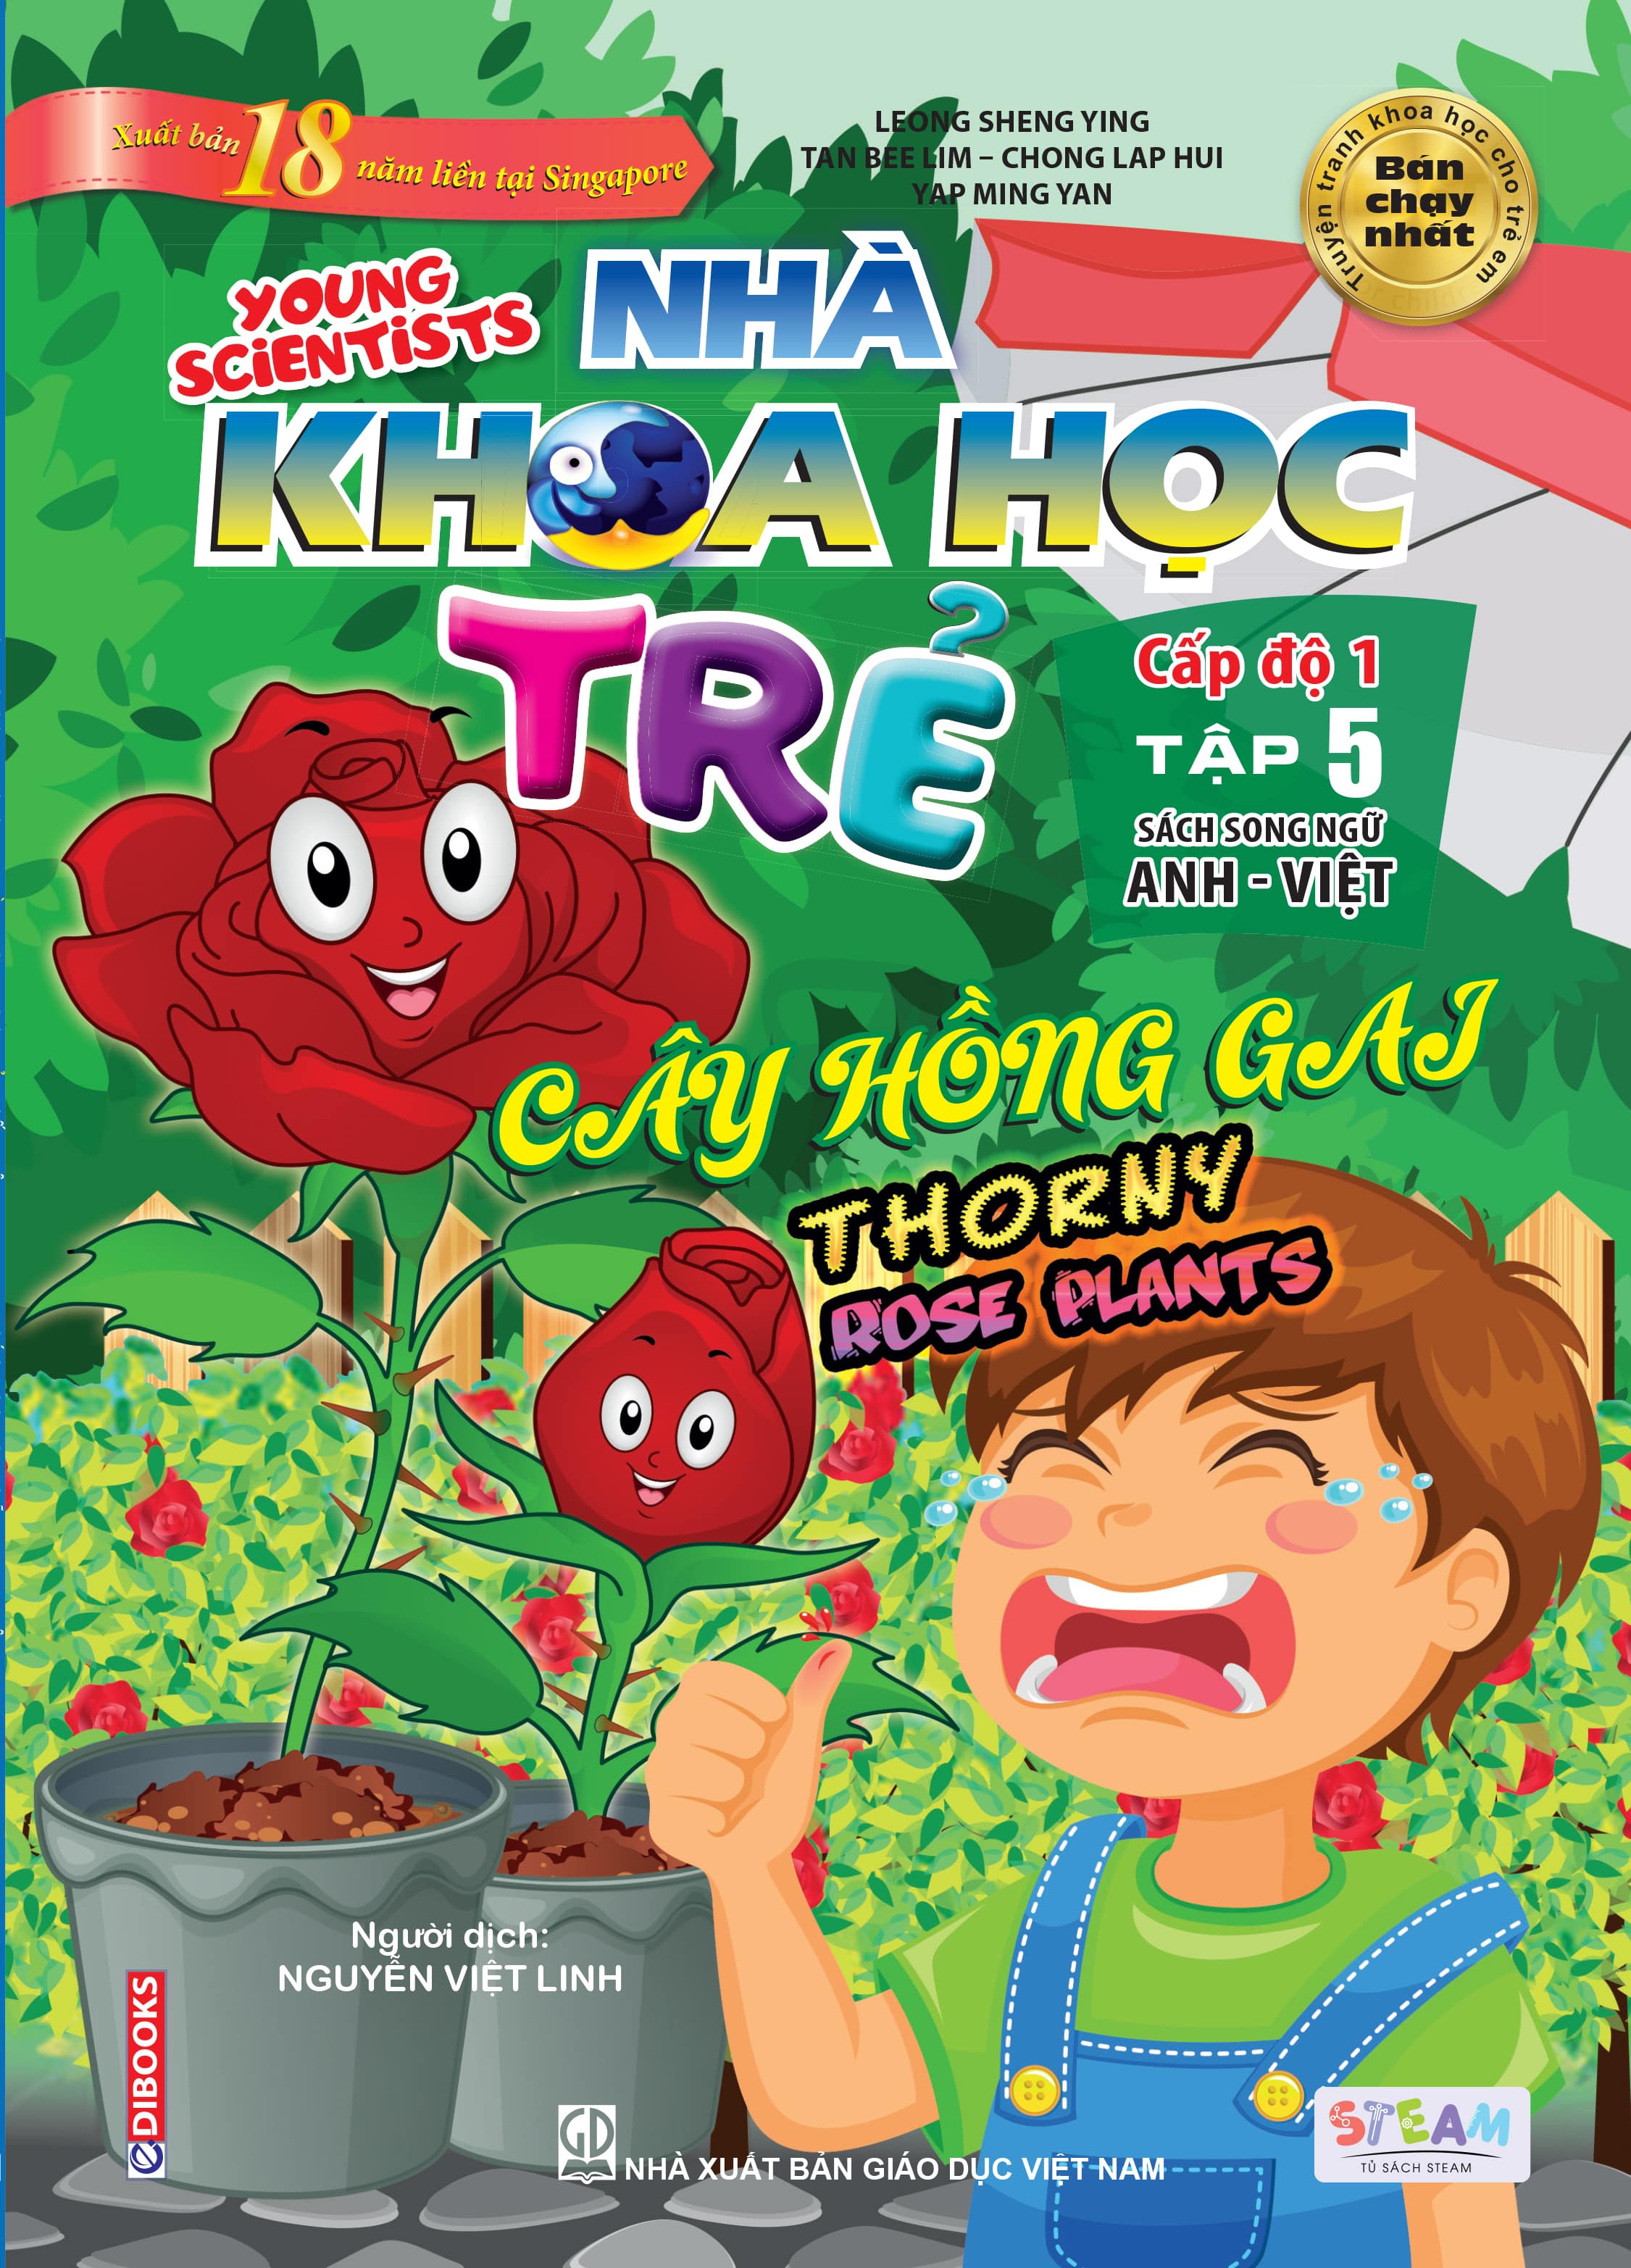 Xuất bản 18 năm liền tại Singapore
LEONG SHENG YING
TAN BEE LIM – CHONG LAP HUI
YAP MING YAN
Truyện tranh khoa học cho trẻ em
Bán
chạy
nhất
YOUNG
SCiENTiSTS
NHÀ
KHOA HỌC
TRẺ
Cấp độ 1
TẬP 5
SÁCH SONG NGỮ
ANH - VIỆT
CÂY HỒNG GAI
THORNY
ROSE PLANTS
Người dịch:
NGUYỄN VIỆT LINH
DIBOOKS
GD
NHÀ XUẤT BẢN GIÁO DỤC VIỆT NAM
STEAM
TỦ SÁCH STEAM